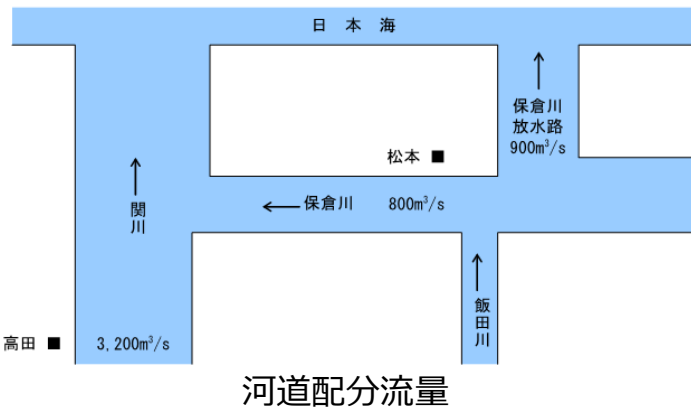 日本海
保倉川
放水路
900m³/s
松本 ■
← 保倉川 800m³/s
関川
飯田川
高田 ■ 3,200m³/s
河道配分流量